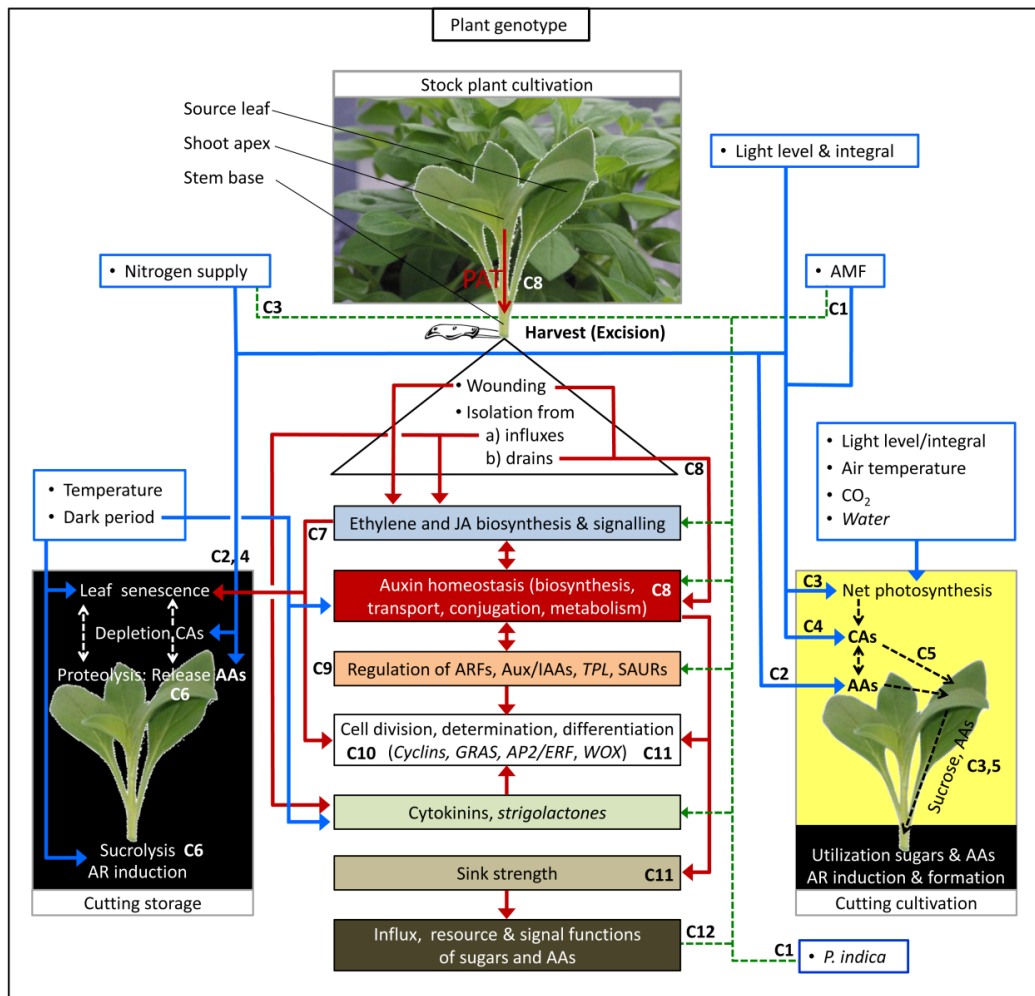 Plant genotype
Stock plant cultivation
Source leaf
Shoot apex
Stem base
PAT
C8
• Light level & integral
• Nitrogen supply
C3
• AMF
C1
Harvest (Excision)
• Wounding
• Isolation from
a) influxes
b) drains
C8
• Light level/integral
• Air temperature
• CO2
• Water
• Temperature
• Dark period
C2, 4
C7
Ethylene and JA biosynthesis & signalling
Auxin homeostasis (biosynthesis,
transport, conjugation, metabolism)
C8
C9
Regulation of ARFs, Aux/IAAs, TPL, SAURs
Cell division, determination, differentiation
C10
(Cyclins, GRAS, AP2/ERF, WOX)
C11
Cytokinins, strigolactones
Sink strength
C11
Influx, resource & signal functions
of sugars and AAs
C12
Leaf senescence
Depletion CAs
Proteolysis: Release AAs
C6
Sucrolysis C6
AR induction
Cutting storage
C3
Net photosynthesis
C4
CAs
C5
C2
AAs
Sucrose, AAs
C3,5
Utilization sugars & AAs
AR induction & formation
Cutting cultivation
C1
• P. indica